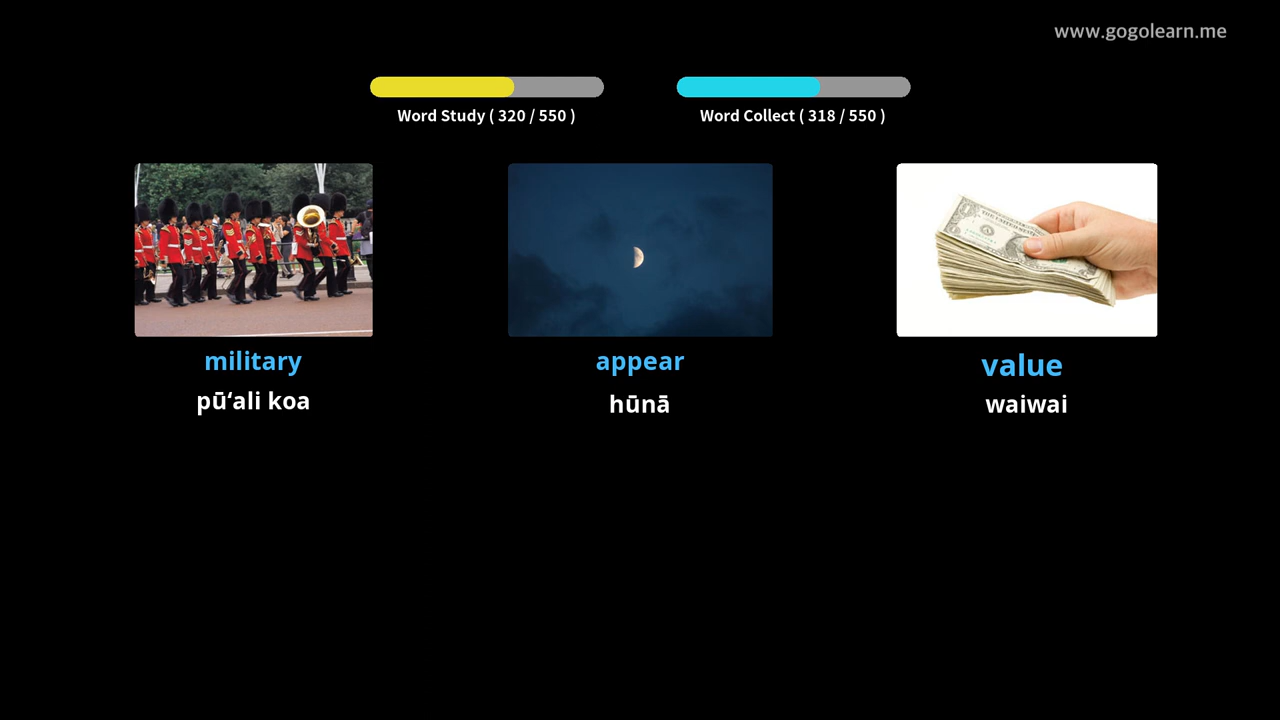 www.gogolearn.me
Word Study ( 320 / 550 )
Word Collect ( 318 / 550 )
military
appear
value
pūʻali koa
hūnā
waiwai